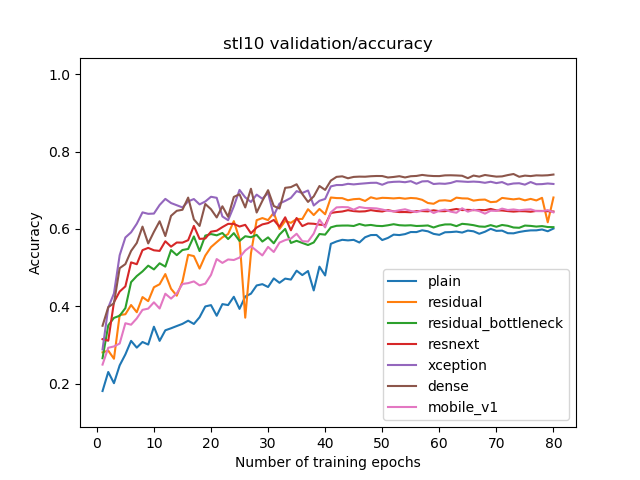 stl10 validation/accuracy
1.0
0.8
0.6
0.4
0.2
Accuracy
plain
residual
residual_bottleneck
resnext
xception
dense
mobile_v1
0 10 20 30 40 50 60 70 80
Number of training epochs